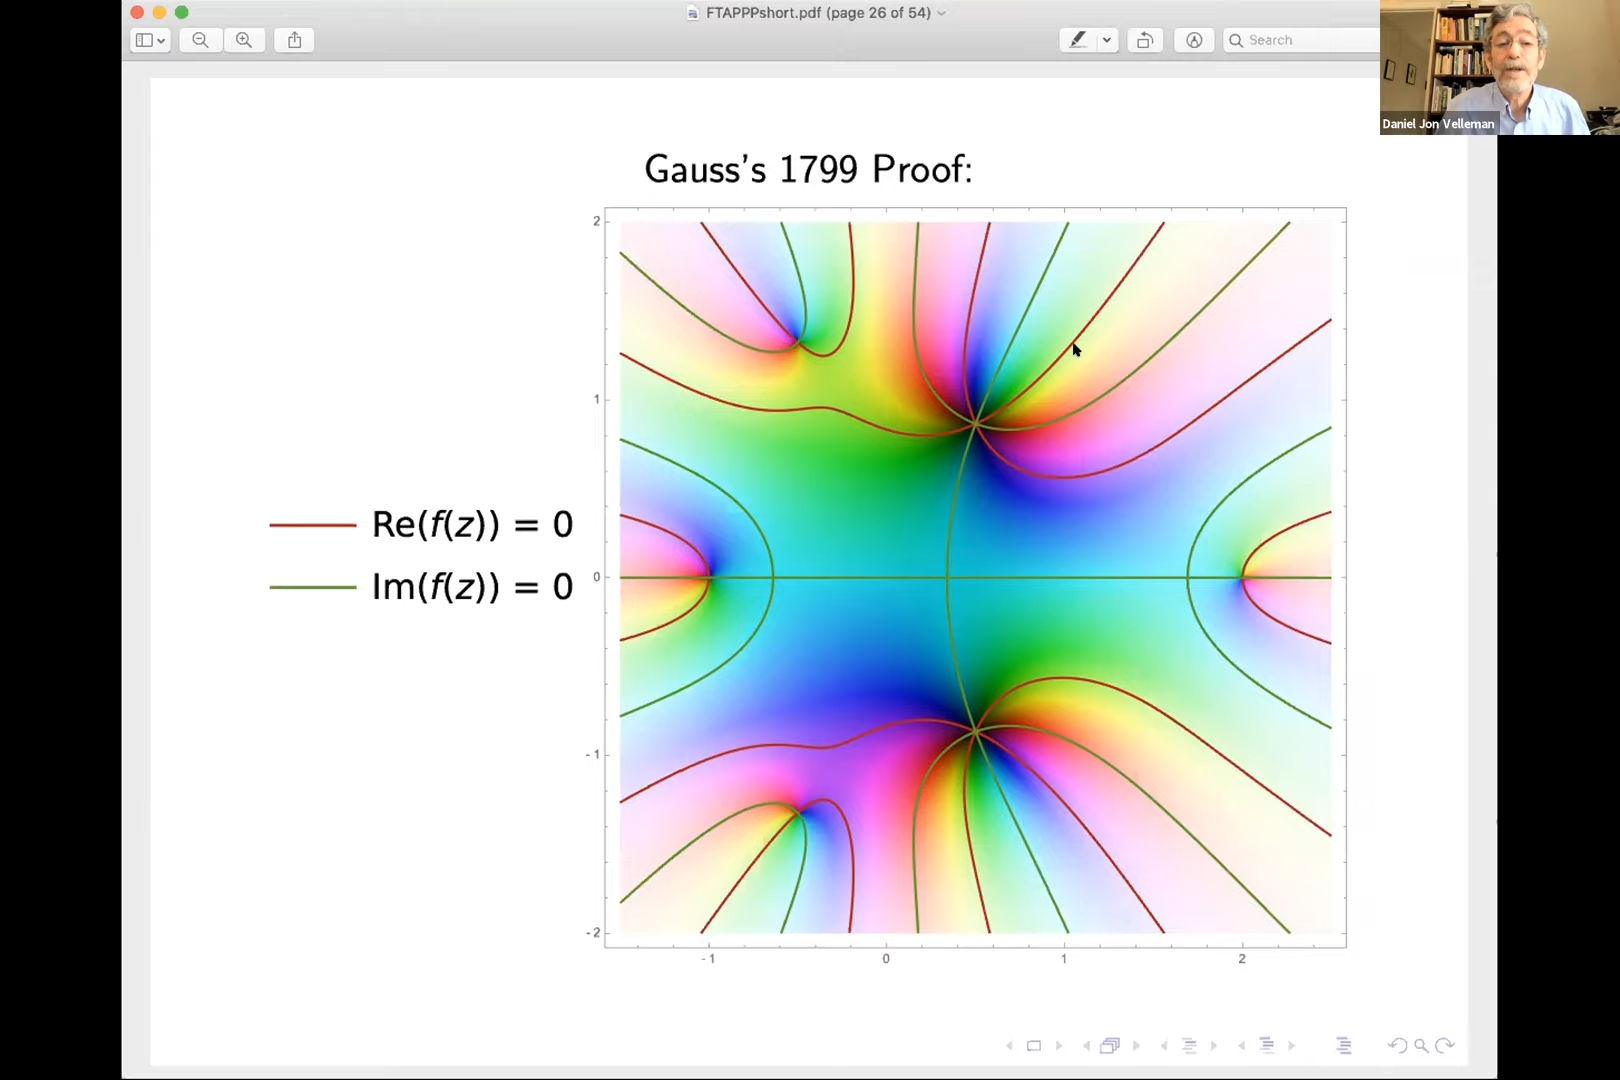 FTAPPPshort.pdf (page 26 of 54)
Search
Daniel Jon Velleman
Gauss's 1799 Proof:
Re(f(z)) = 0
Im(f(z)) = 0
2
1
0
-1
-2
-1
0
1
2